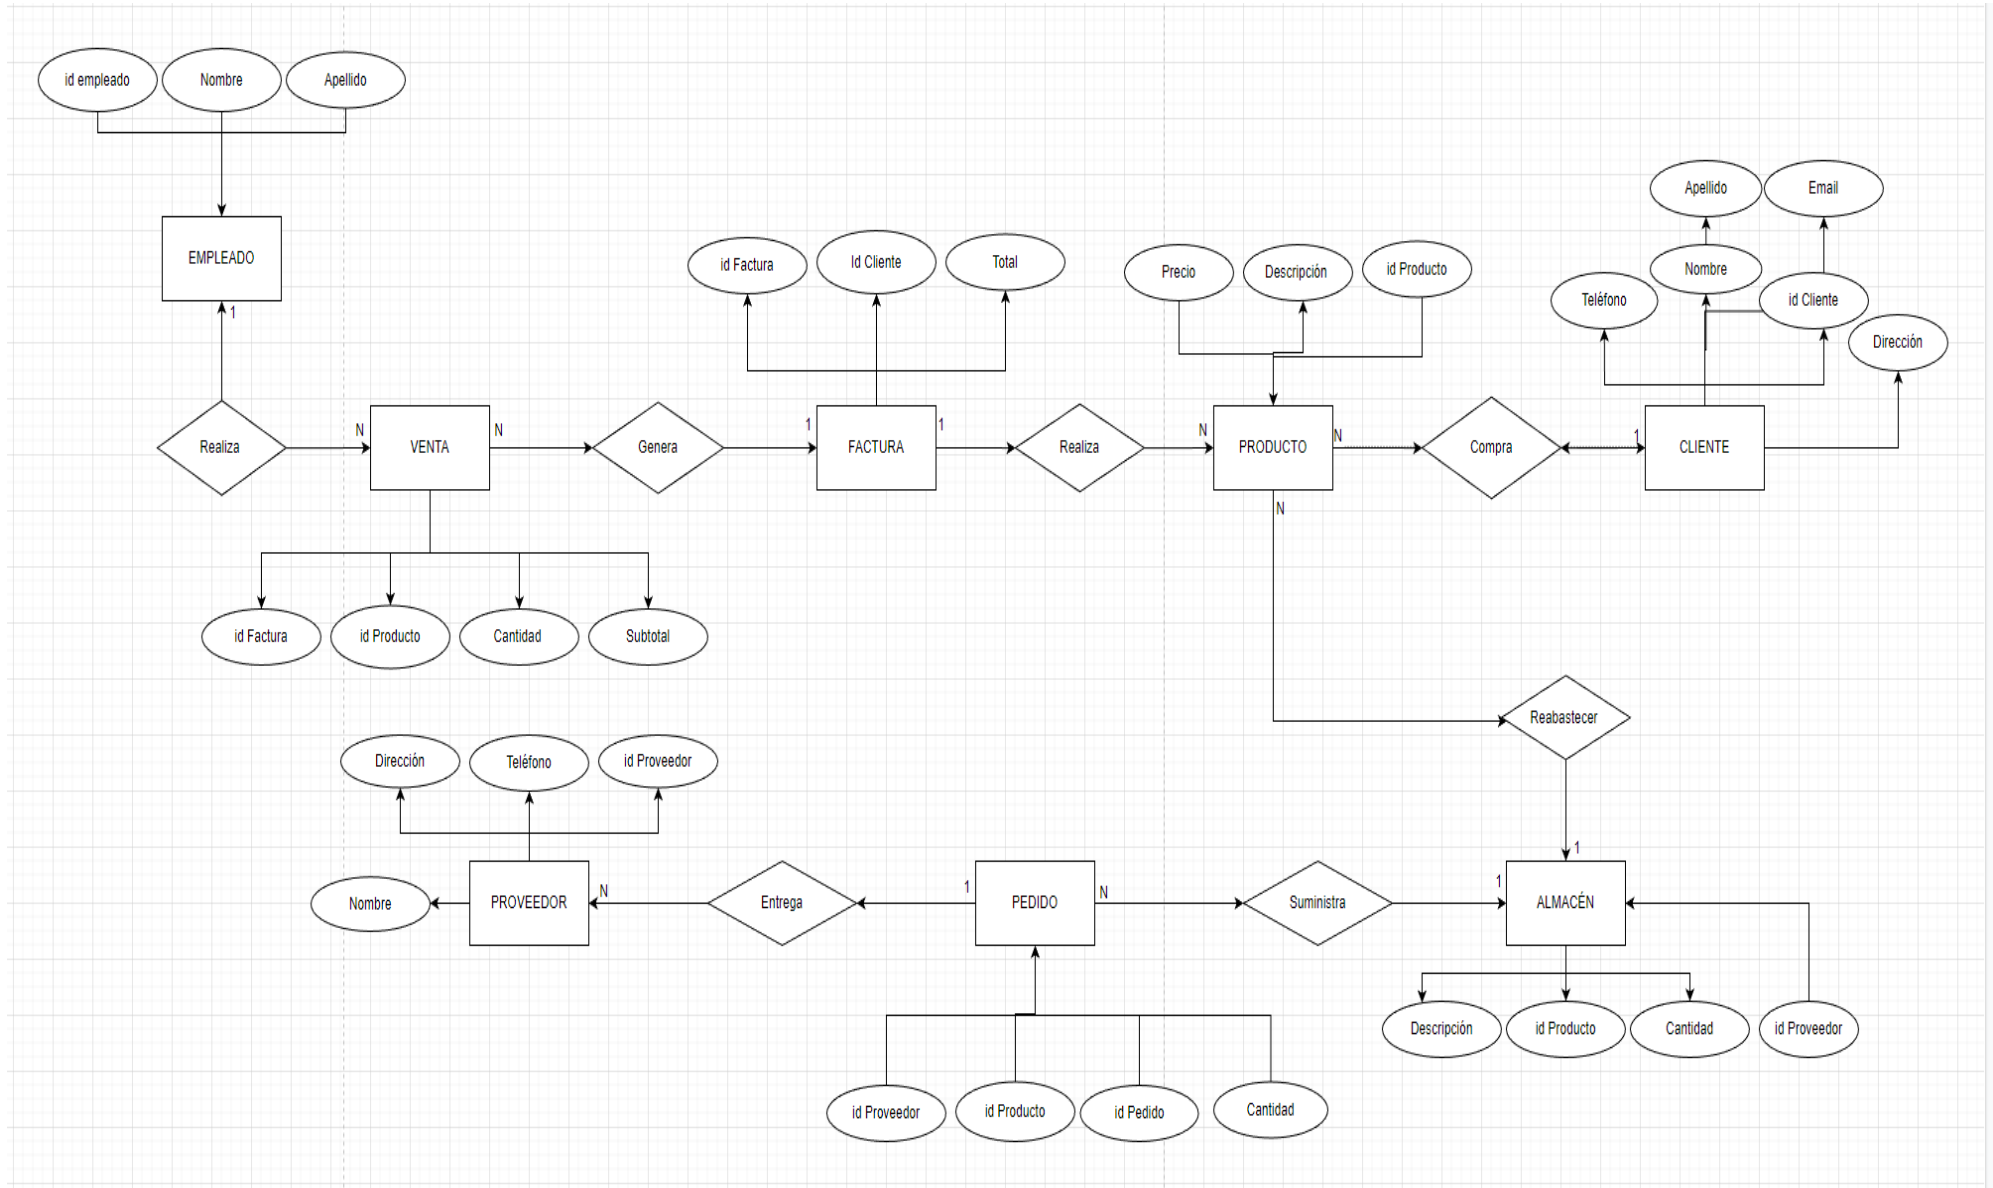 id empleado
Nombre
Apellido
EMPLEADO
1
Apellido
Email
id Factura
Id Cliente
Total
Precio
Descripción
id Producto
Nombre
Teléfono
id Cliente
Dirección
Realiza
N
VENTA
N
Genera
1
FACTURA
1
Realiza
N
PRODUCTO
N
Compra
1
CLIENTE
N
id Factura
id Producto
Cantidad
Subtotal
Reabastecer
Dirección
Teléfono
id Proveedor
1
Nombre
PROVEEDOR
N
Entrega
1
PEDIDO
N
Suministra
1
ALMACÉN
Descripción
id Producto
Cantidad
id Proveedor
id Proveedor
id Producto
id Pedido
Cantidad